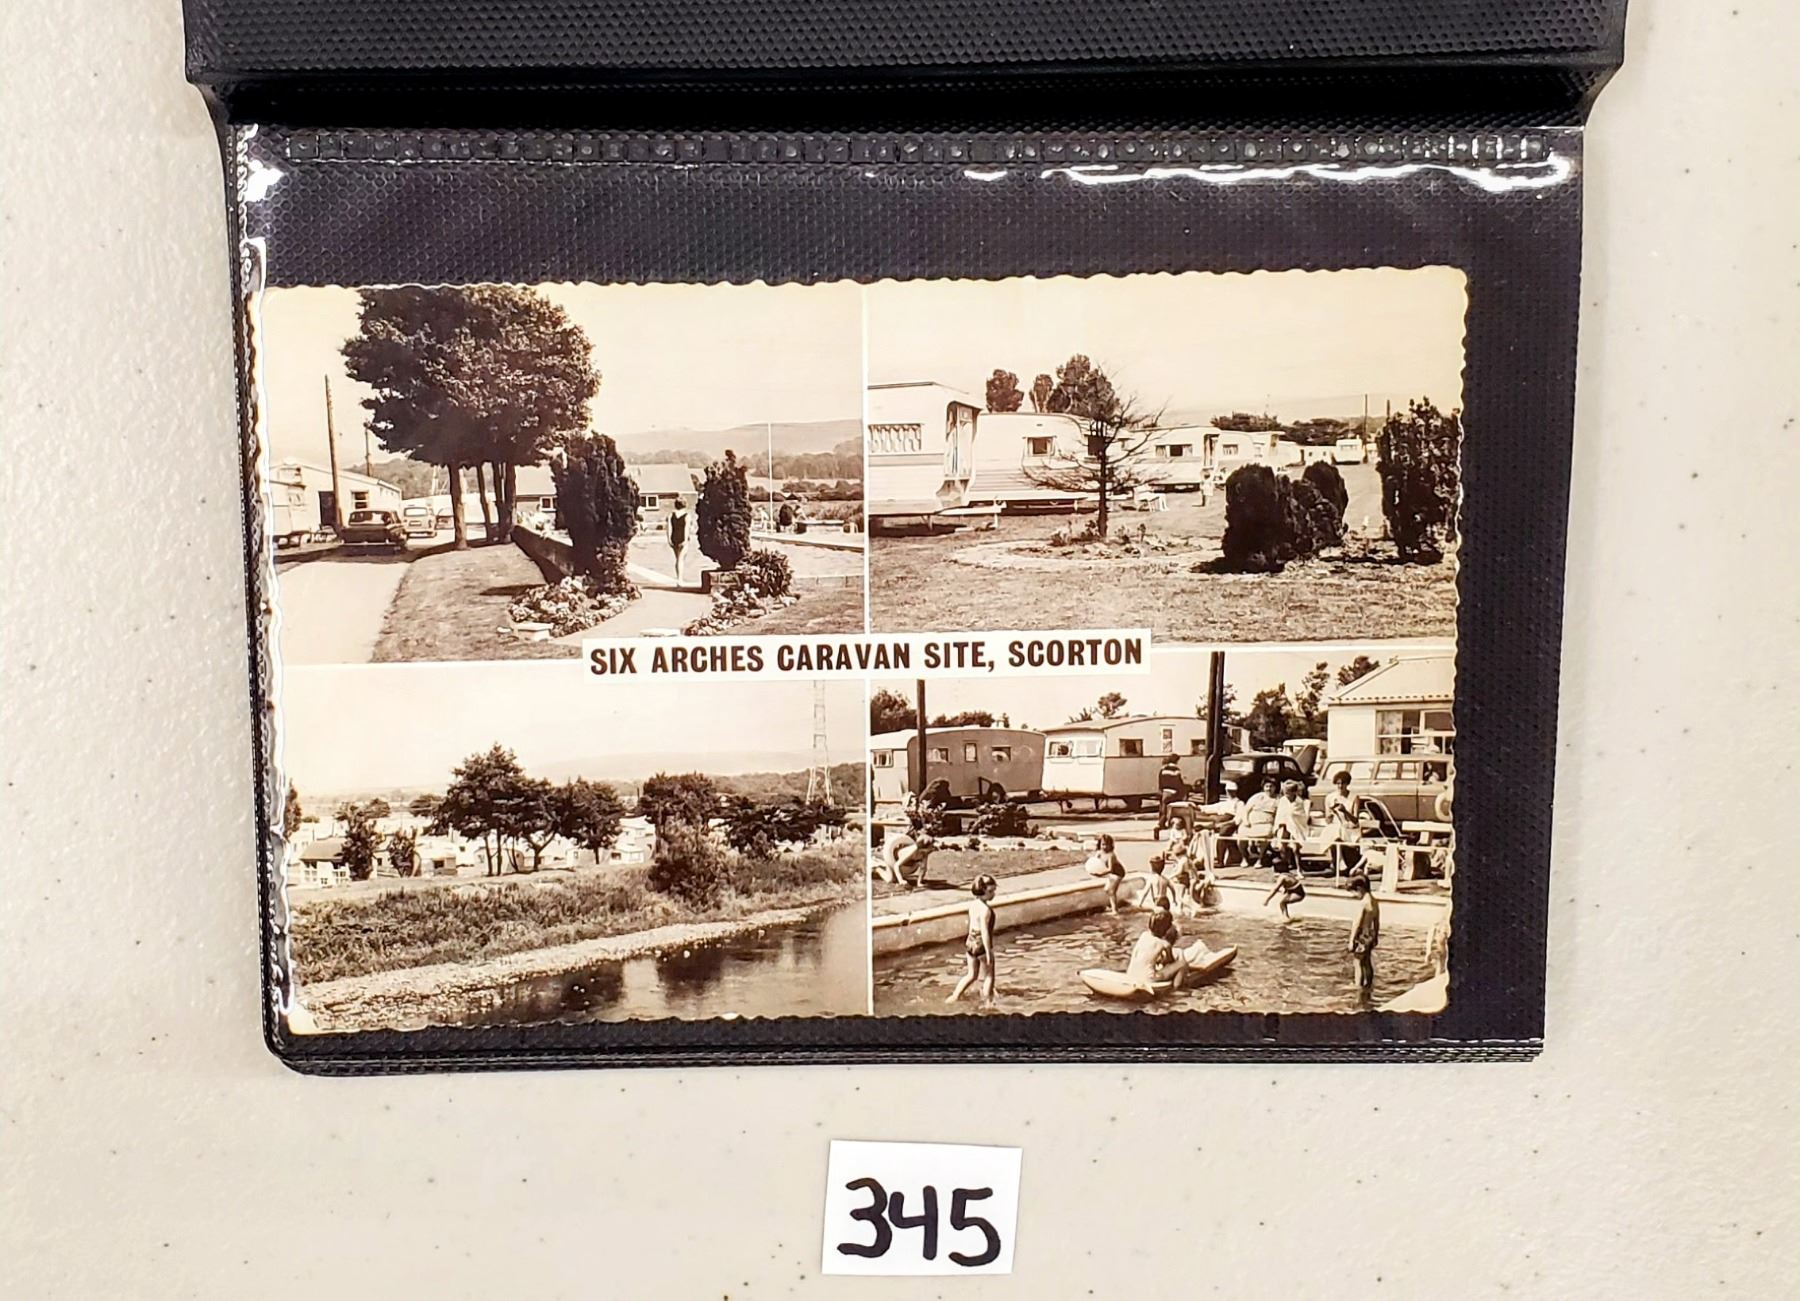 SIX ARCHES CARAVAN SITE, SCORTON
345